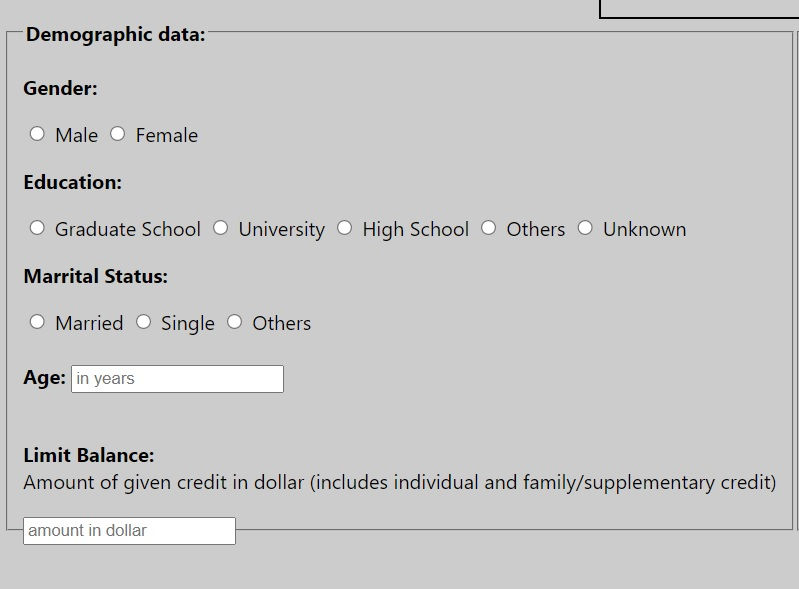 Demographic data:
Gender:
Male Female
Education:
Graduate School University High School Others Unknown
Marrital Status:
Married Single Others
Age: in years
Limit Balance:
Amount of given credit in dollar (includes individual and family/supplementary credit)
amount in dollar